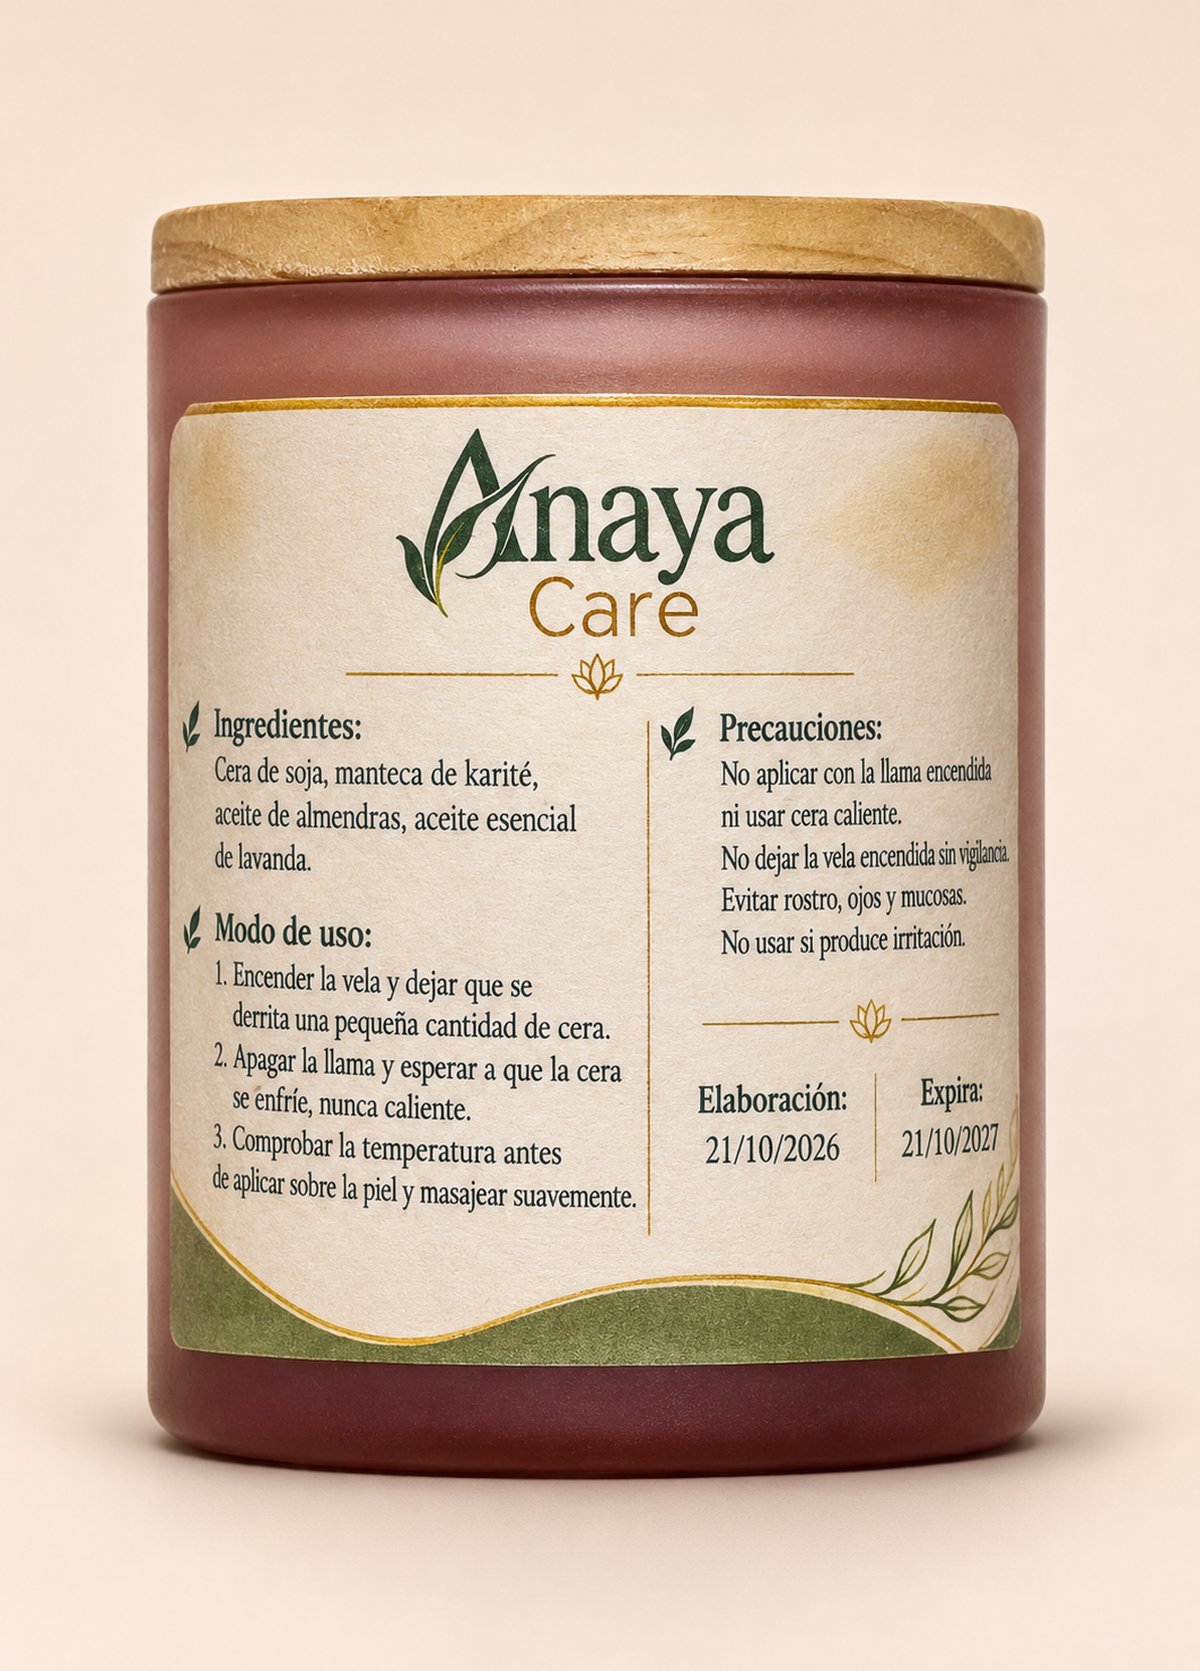 Anaya
Care
Ingredientes:
Cera de soja, manteca de karité,
aceite de almendras, aceite esencial
de lavanda.
Modo de uso:
1. Encender la vela y dejar que se
derrita una pequeña cantidad de cera.
2. Apagar la llama y esperar a que la cera
se enfríe, nunca caliente.
3. Comprobar la temperatura antes
de aplicar sobre la piel y masajear suavemente.
Precauciones:
No aplicar con la llama encendida
ni usar cera caliente.
No dejar la vela encendida sin vigilancia.
Evitar rostro, ojos y mucosas.
No usar si produce irritación.
Elaboración:
21/10/2026
Expira:
21/10/2027